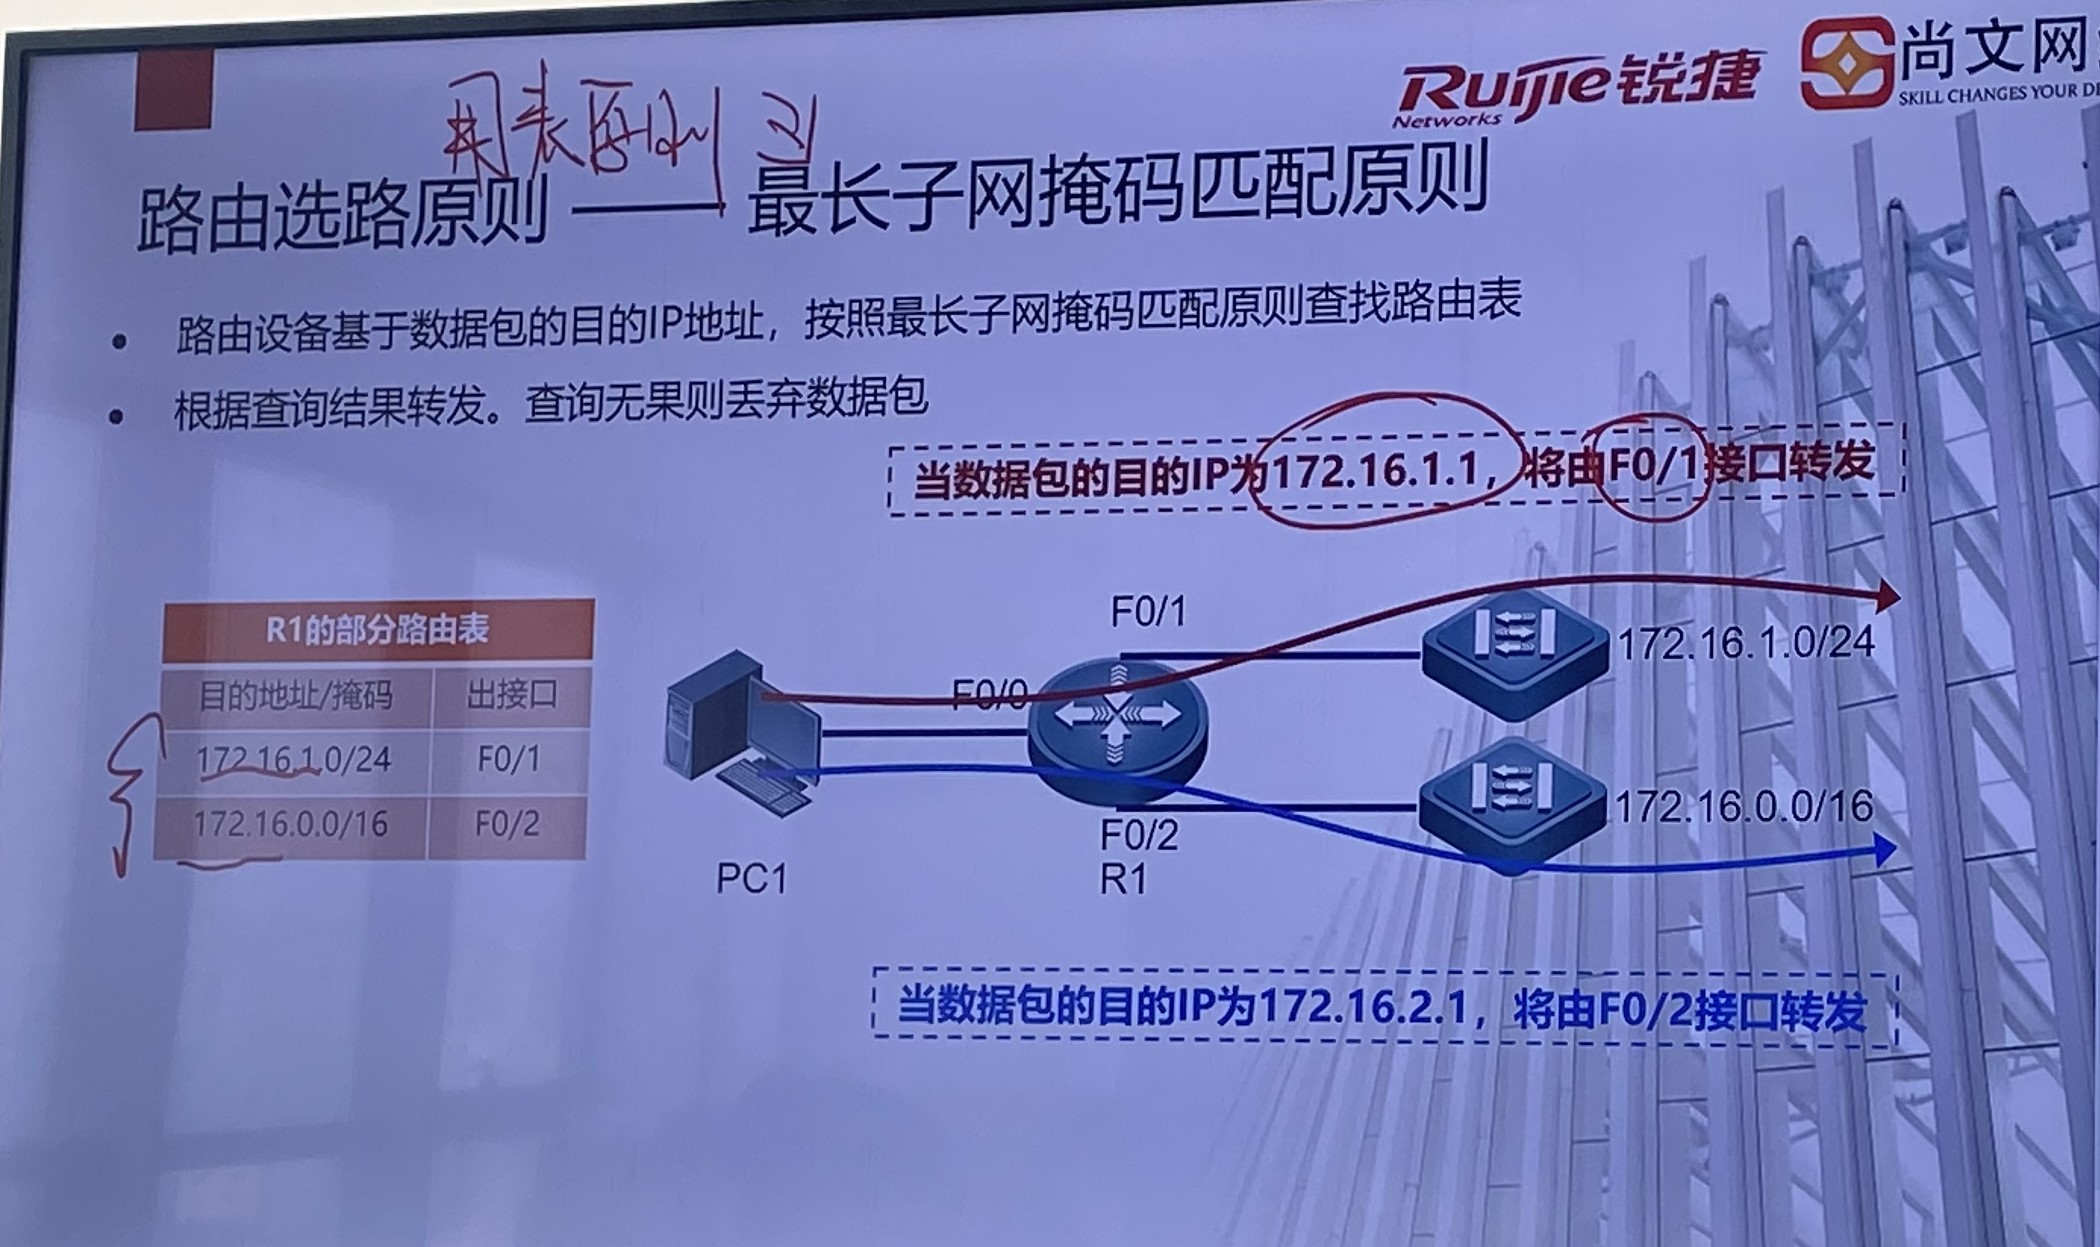 Ruijie锐捷
Networks
尚文网
SKILL CHANGES YOUR DE
用表原则
路由选路原则——最长子网掩码匹配原则
• 路由设备基于数据包的目的IP地址，按照最长子网掩码匹配原则查找路由表
• 根据查询结果转发。查询无果则丢弃数据包
当数据包的目的IP为172.16.1.1，将由F0/1接口转发
R1的部分路由表
目的地址/掩码 出接口
172.16.1.0/24 F0/1
172.16.0.0/16 F0/2
F0/1
F0/0
172.16.1.0/24
172.16.0.0/16
F0/2
PC1
R1
当数据包的目的IP为172.16.2.1，将由F0/2接口转发